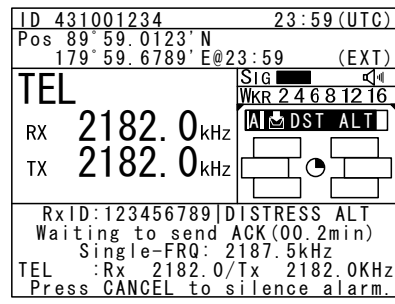 ID 431001234 23:59(UTC)
Pos 89°59.0123'N
179°59.6789'E@23:59 (EXT)
TEL
SIG
WKR 2 4 6 8 12 16
RX 2182.0kHz
A DST ALT
TX 2182.0kHz
RxID:123456789|DISTRESS ALT
Waiting to send ACK(00.2min)
Single-FRQ: 2187.5kHz
TEL :Rx 2182.0/Tx 2182.0KHz
Press CANCEL to silence alarm.